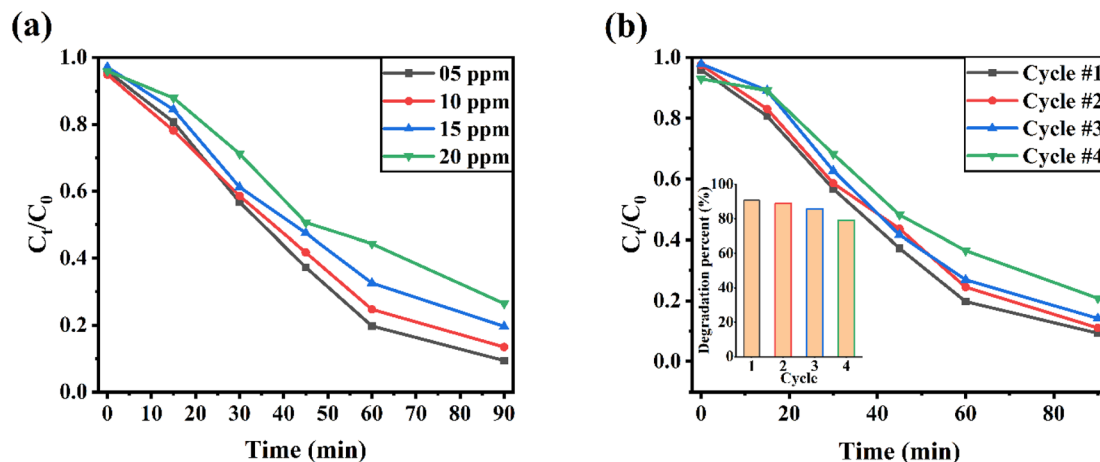 (a)
1.0
0.8
0.6
0.4
0.2
0.0
C_t/C_0
0 10 20 30 40 50 60 70 80 90
Time (min)
05 ppm
10 ppm
15 ppm
20 ppm
(b)
1.0
0.8
0.6
0.4
0.2
0.0
C_t/C_0
0 20 40 60 80
Time (min)
Cycle #1
Cycle #2
Cycle #3
Cycle #4
100
80
60
40
20
0
Degradation percent (%)
1 2 3 4
Cycle